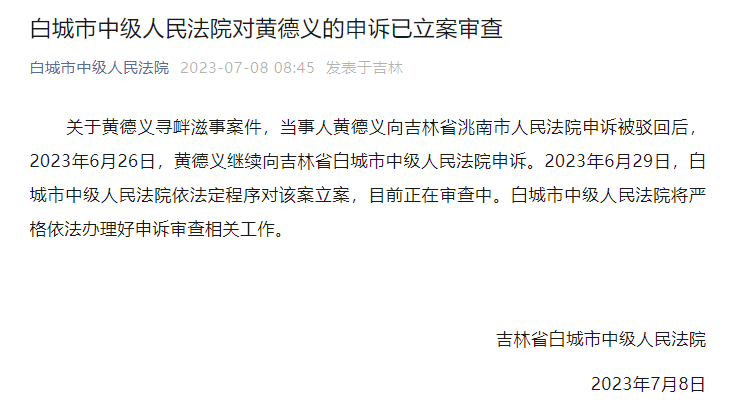 白城市中级人民法院对黄德义的申诉已立案审查
白城市中级人民法院 2023-07-08 08:45 发表于吉林
关于黄德义寻衅滋事案件，当事人黄德义向吉林省洮南市人民法院申诉被驳回后，
2023年6月26日，黄德义继续向吉林省白城市中级人民法院申诉。2023年6月29日，白
城市中级人民法院依法定程序对该案立案，目前正在审查中。白城市中级人民法院将严
格依法办理好申诉审查相关工作。
吉林省白城市中级人民法院
2023年7月8日